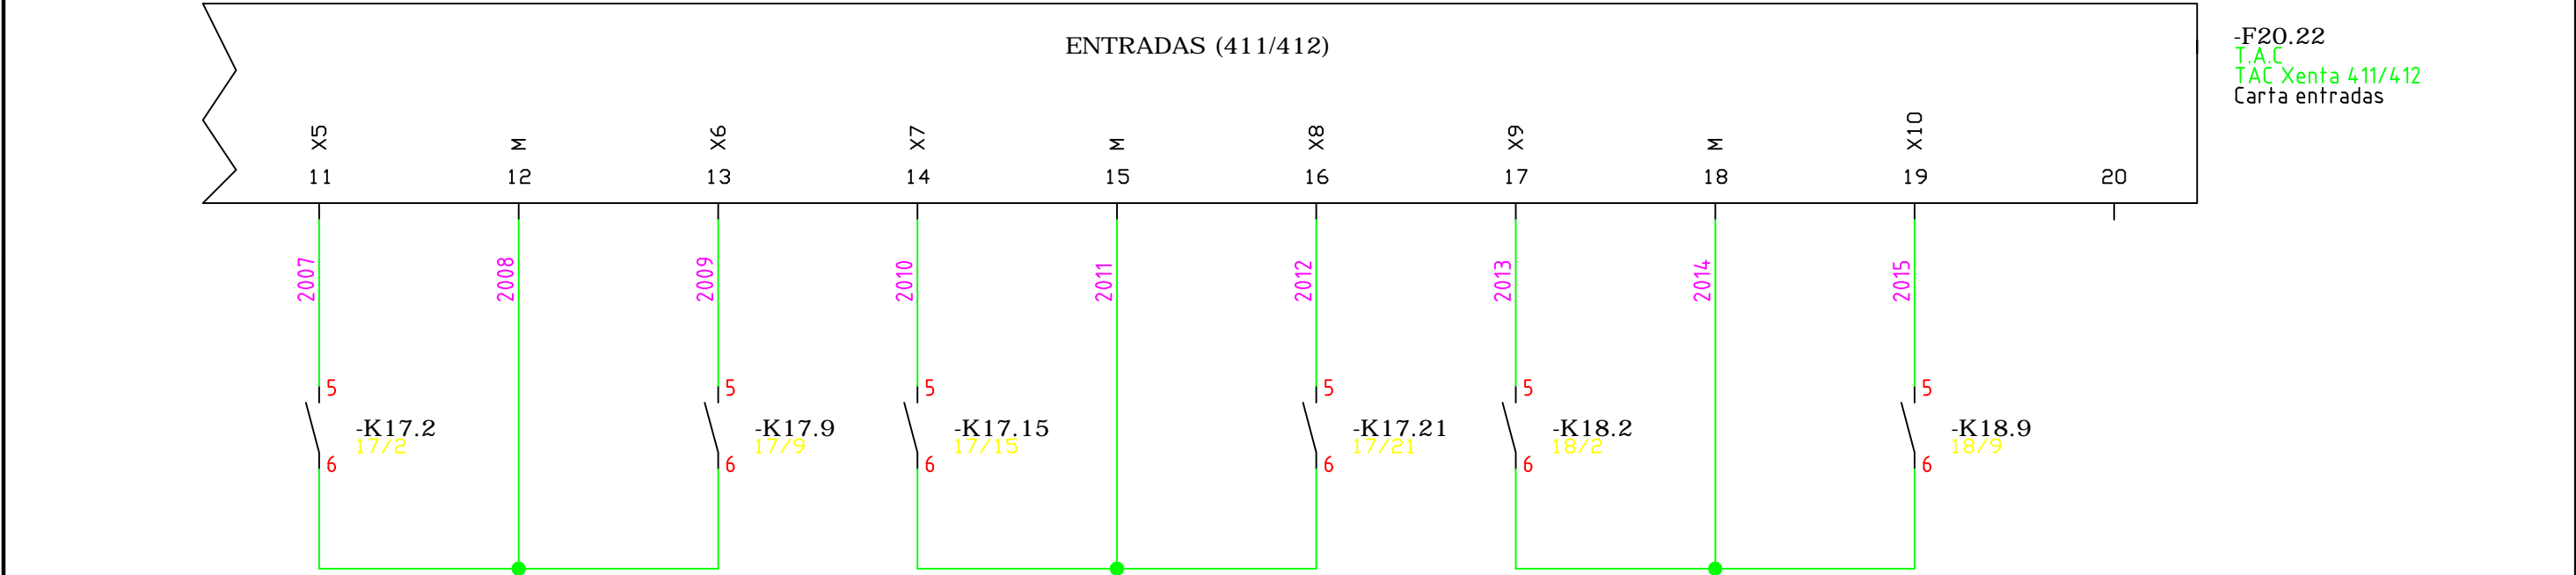 ENTRADAS (411/412)
-F20.22
T.A.C
TAC Xenta 411/412
Carta entradas
X5 M X6 X7 M X8 X9 M X10
11 12 13 14 15 16 17 18 19 20
2007 2008 2009 2010 2011 2012 2013 2014 2015
5 5 5 5 5 5
-K17.2 -K17.9 -K17.15 -K17.21 -K18.2 -K18.9
17/2 17/9 17/15 17/21 18/2 18/9
6 6 6 6 6 6